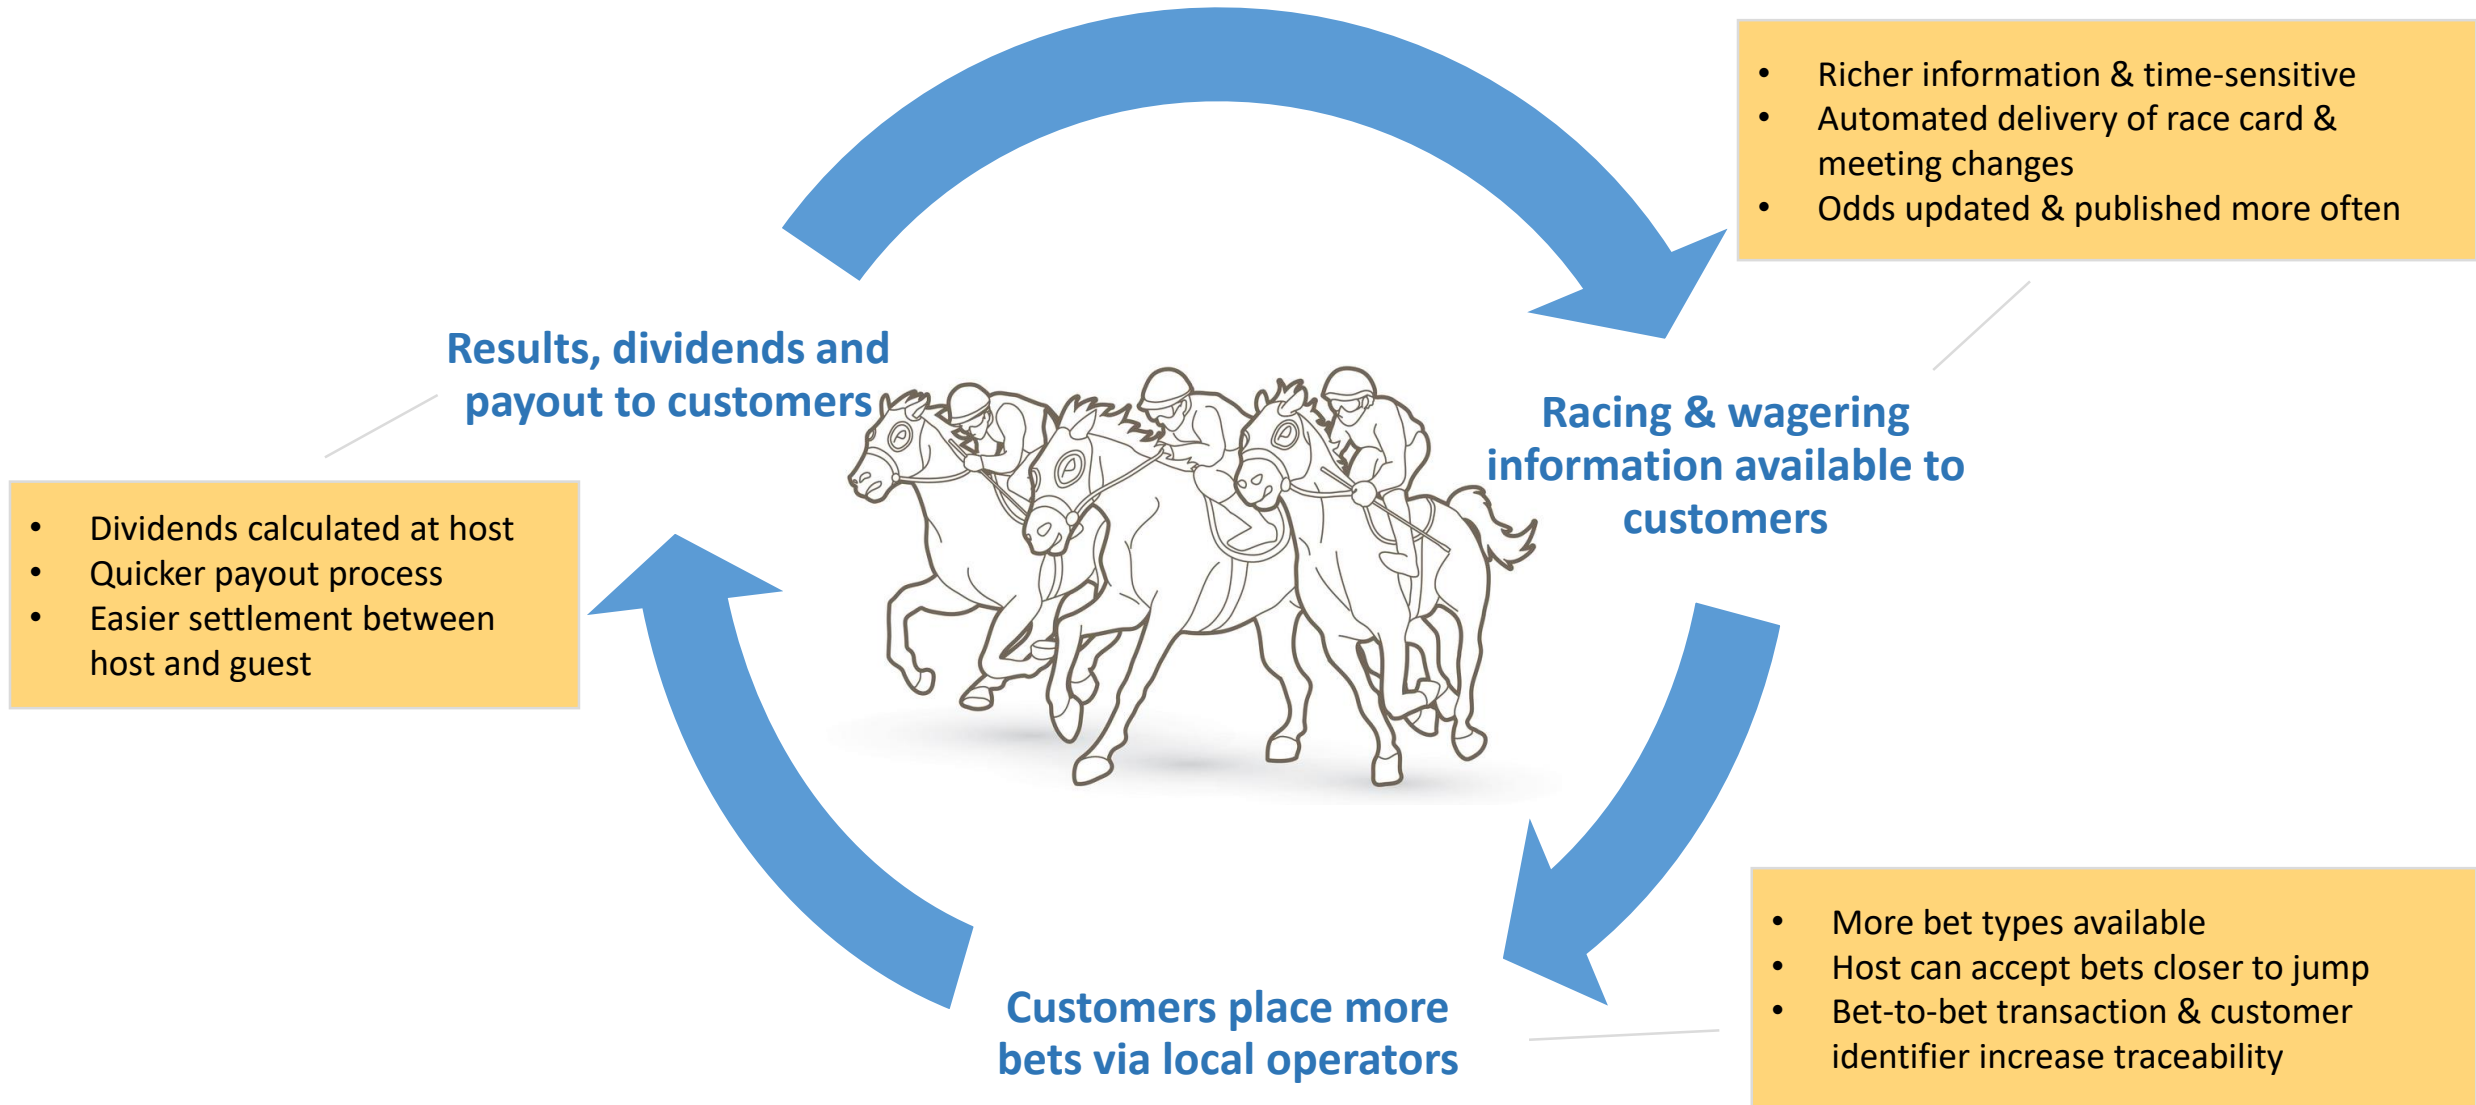 • Richer information & time-sensitive
• Automated delivery of race card &
meeting changes
• Odds updated & published more often
Results, dividends and
payout to customers
Racing & wagering
information available to
customers
• Dividends calculated at host
• Quicker payout process
• Easier settlement between
host and guest
• More bet types available
• Host can accept bets closer to jump
• Bet-to-bet transaction & customer
identifier increase traceability
Customers place more
bets via local operators